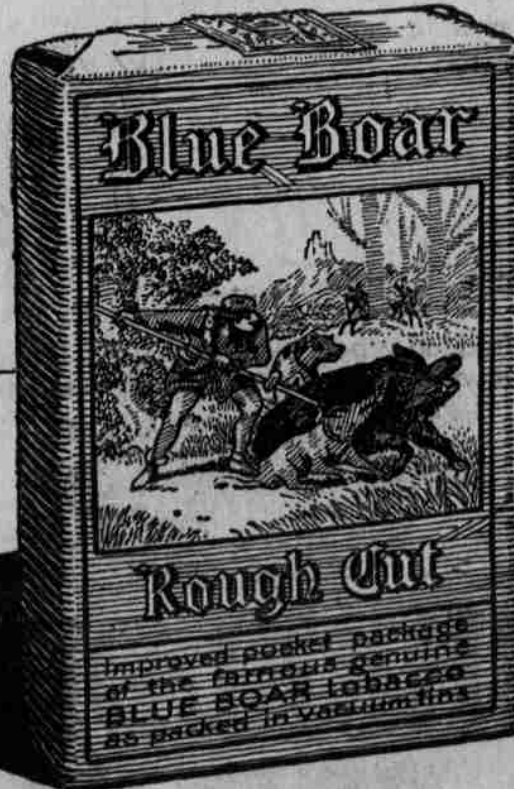 Blue Boar
Rough Cut
Improved pocket package
of the famous genuine
BLUE BOAR tobacco
as packed in vacuum tins